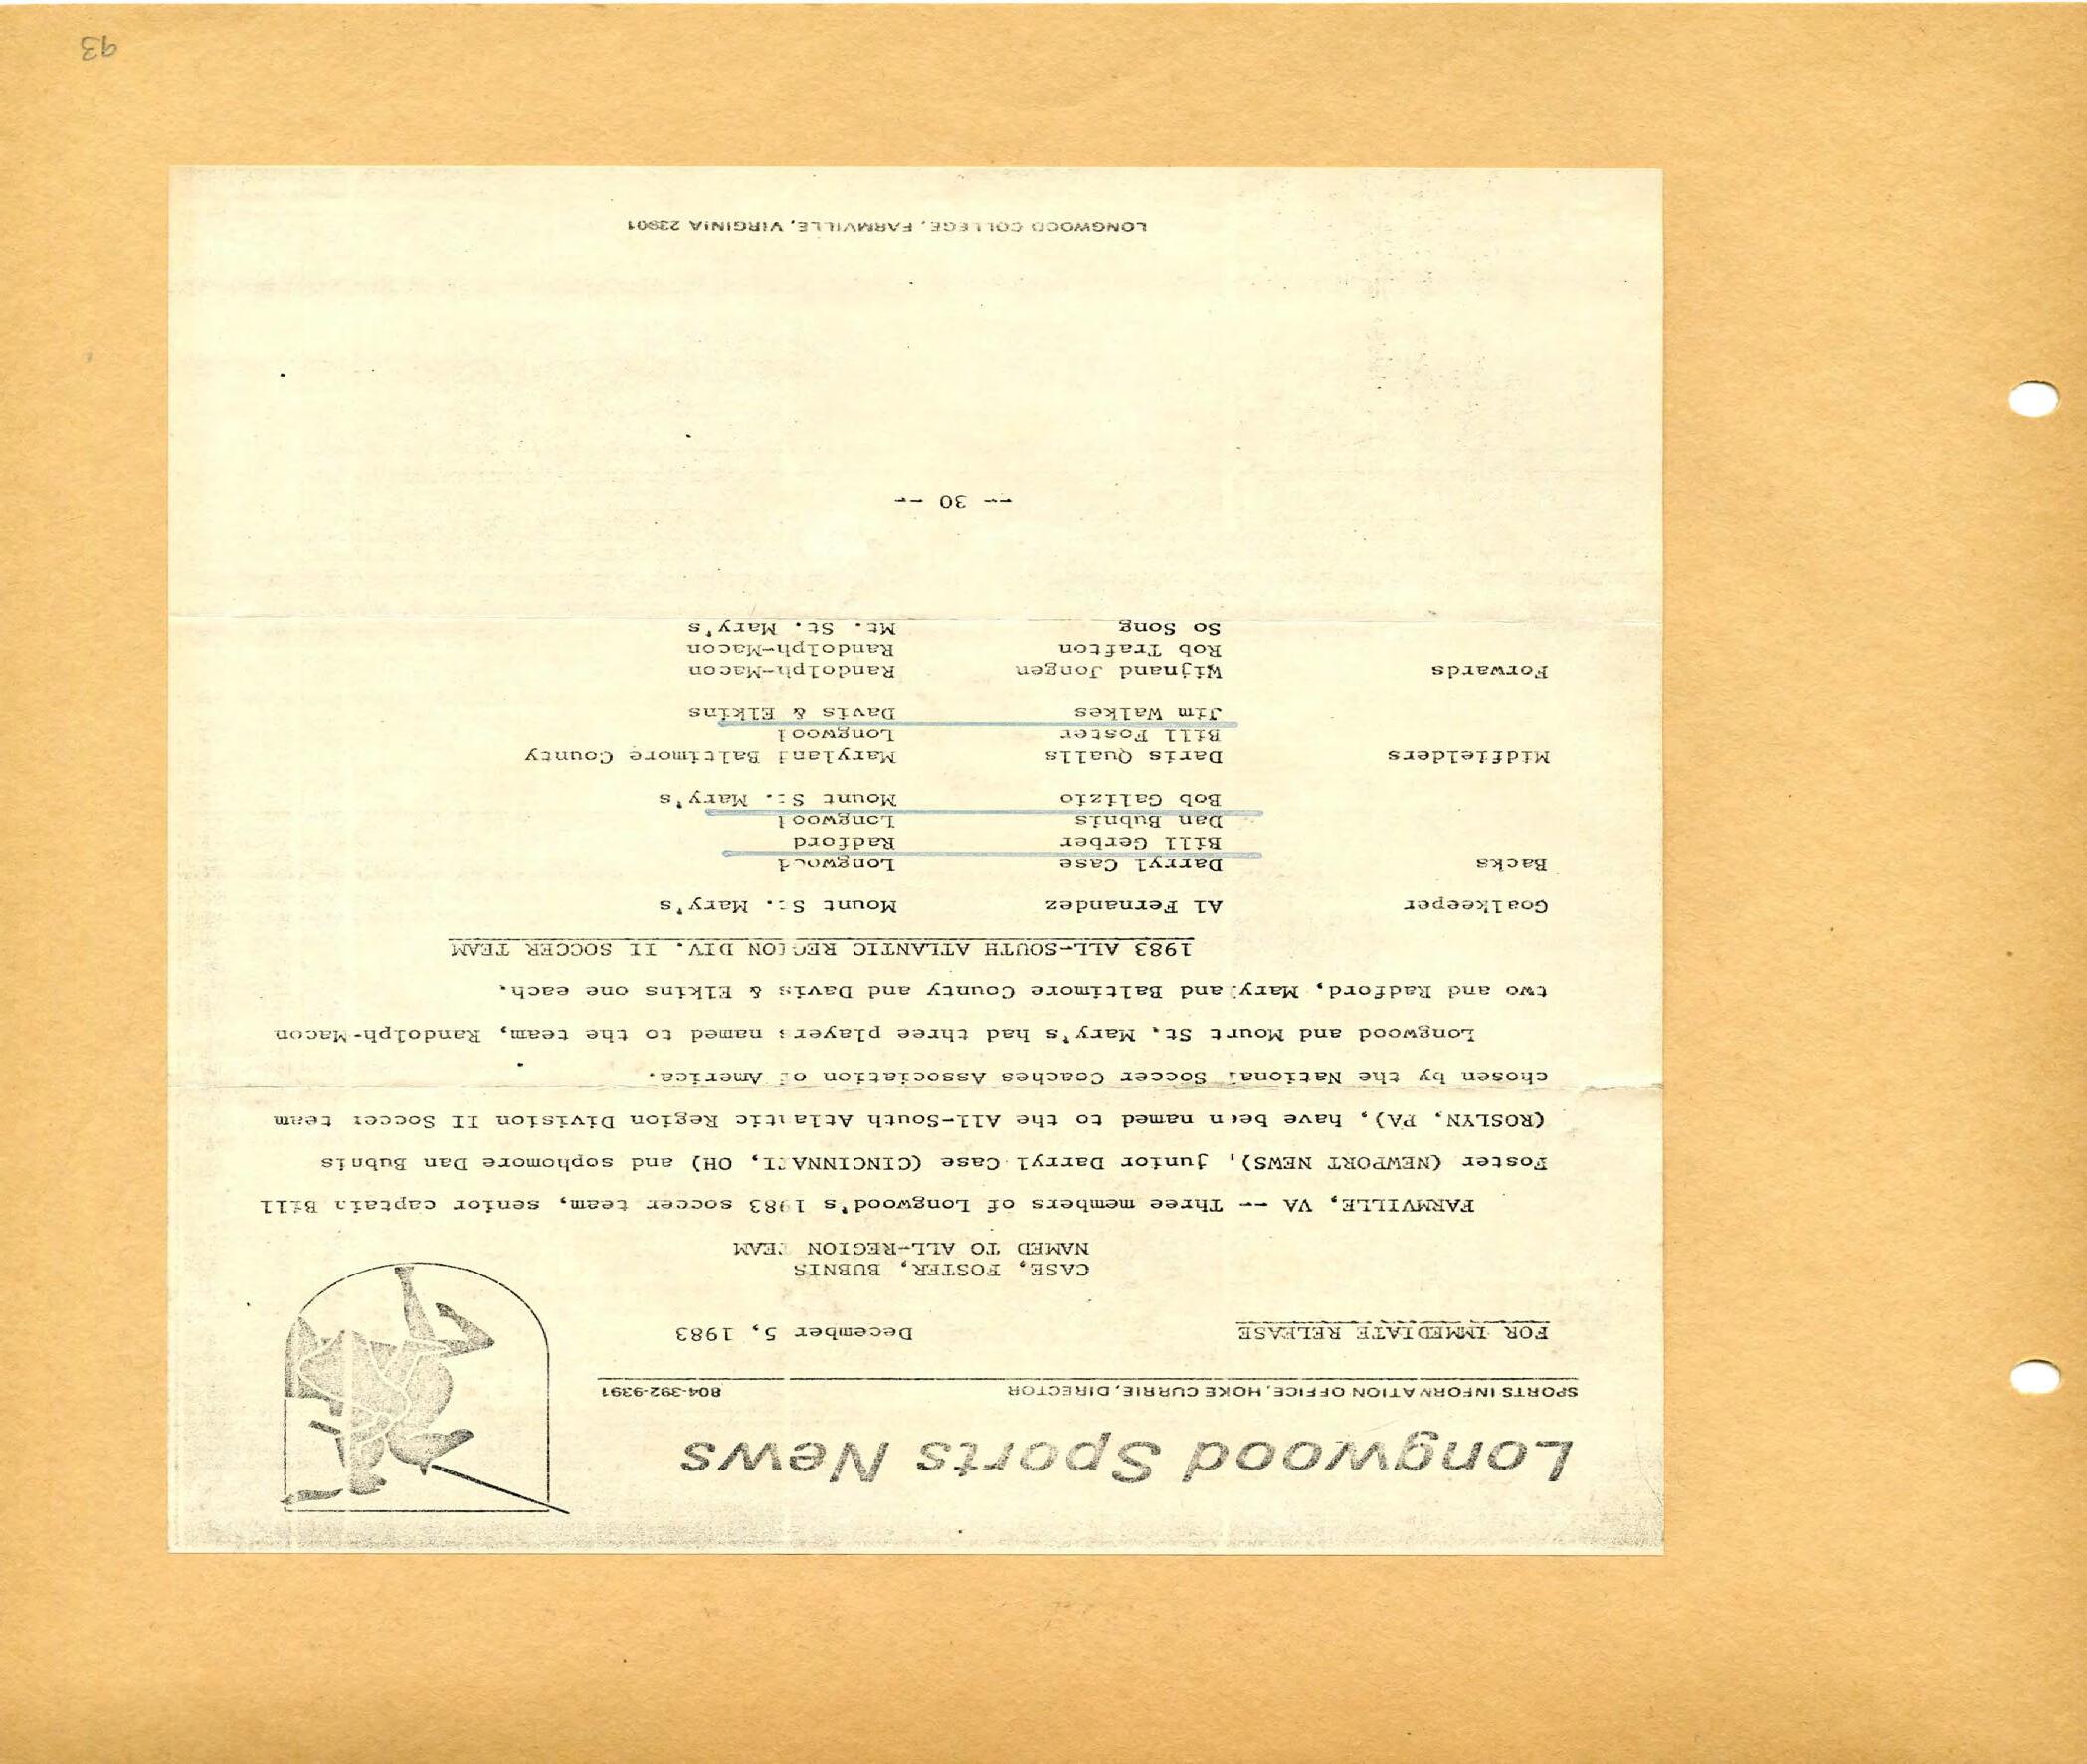 Longwood Sports News
SPORTS INFORMATION OFFICE, HOKE CURRIE, DIRECTOR 804-392-9391
FOR IMMEDIATE RELEASE December 5, 1983
CASE, FOSTER, BUBNIS
NAMED TO ALL-REGION TEAM
FARMVILLE, VA -- Three members of Longwood's 1983 soccer team, senior captain Bill
Foster (NEWPORT NEWS), junior Darryl Case (CINCINNATI, OH) and sophomore Dan Bubnis
(ROSLYN, PA), have been named to the All-South Atlantic Region Division II Soccer team
chosen by the National Soccer Coaches Association of America.
Longwood and Mount St. Mary's had three players named to the team, Randolph-Macon
two and Radford, Maryland Baltimore County and Davis & Elkins one each.
1983 ALL-SOUTH ATLANTIC REGION DIV. II SOCCER TEAM
Goalkeeper Al Fernandez Mount St. Mary's
Backs Darryl Case Longwood
Bill Gerber Radford
Dan Bubnis Longwood
Bob Galizio Mount St. Mary's
Midfielders Daris Qualls Maryland Baltimore County
Bill Foster Longwood
Jim Walkes Davis & Elkins
Forwards Wijnand Jongen Randolph-Macon
Rob Trafton Randolph-Macon
So Song Mt. St. Mary's
-- 30 --
LONGWOOD COLLEGE, FARMVILLE, VIRGINIA 23901
93